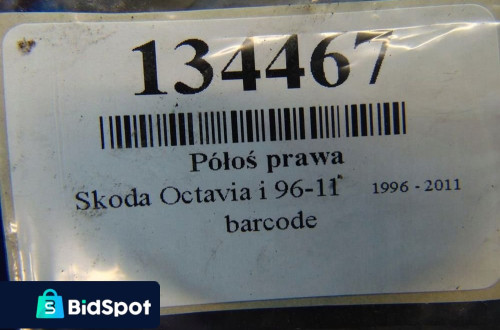 134467
Półoś prawa
Skoda Octavia i 96-11 1996 - 2011
barcode
BidSpot